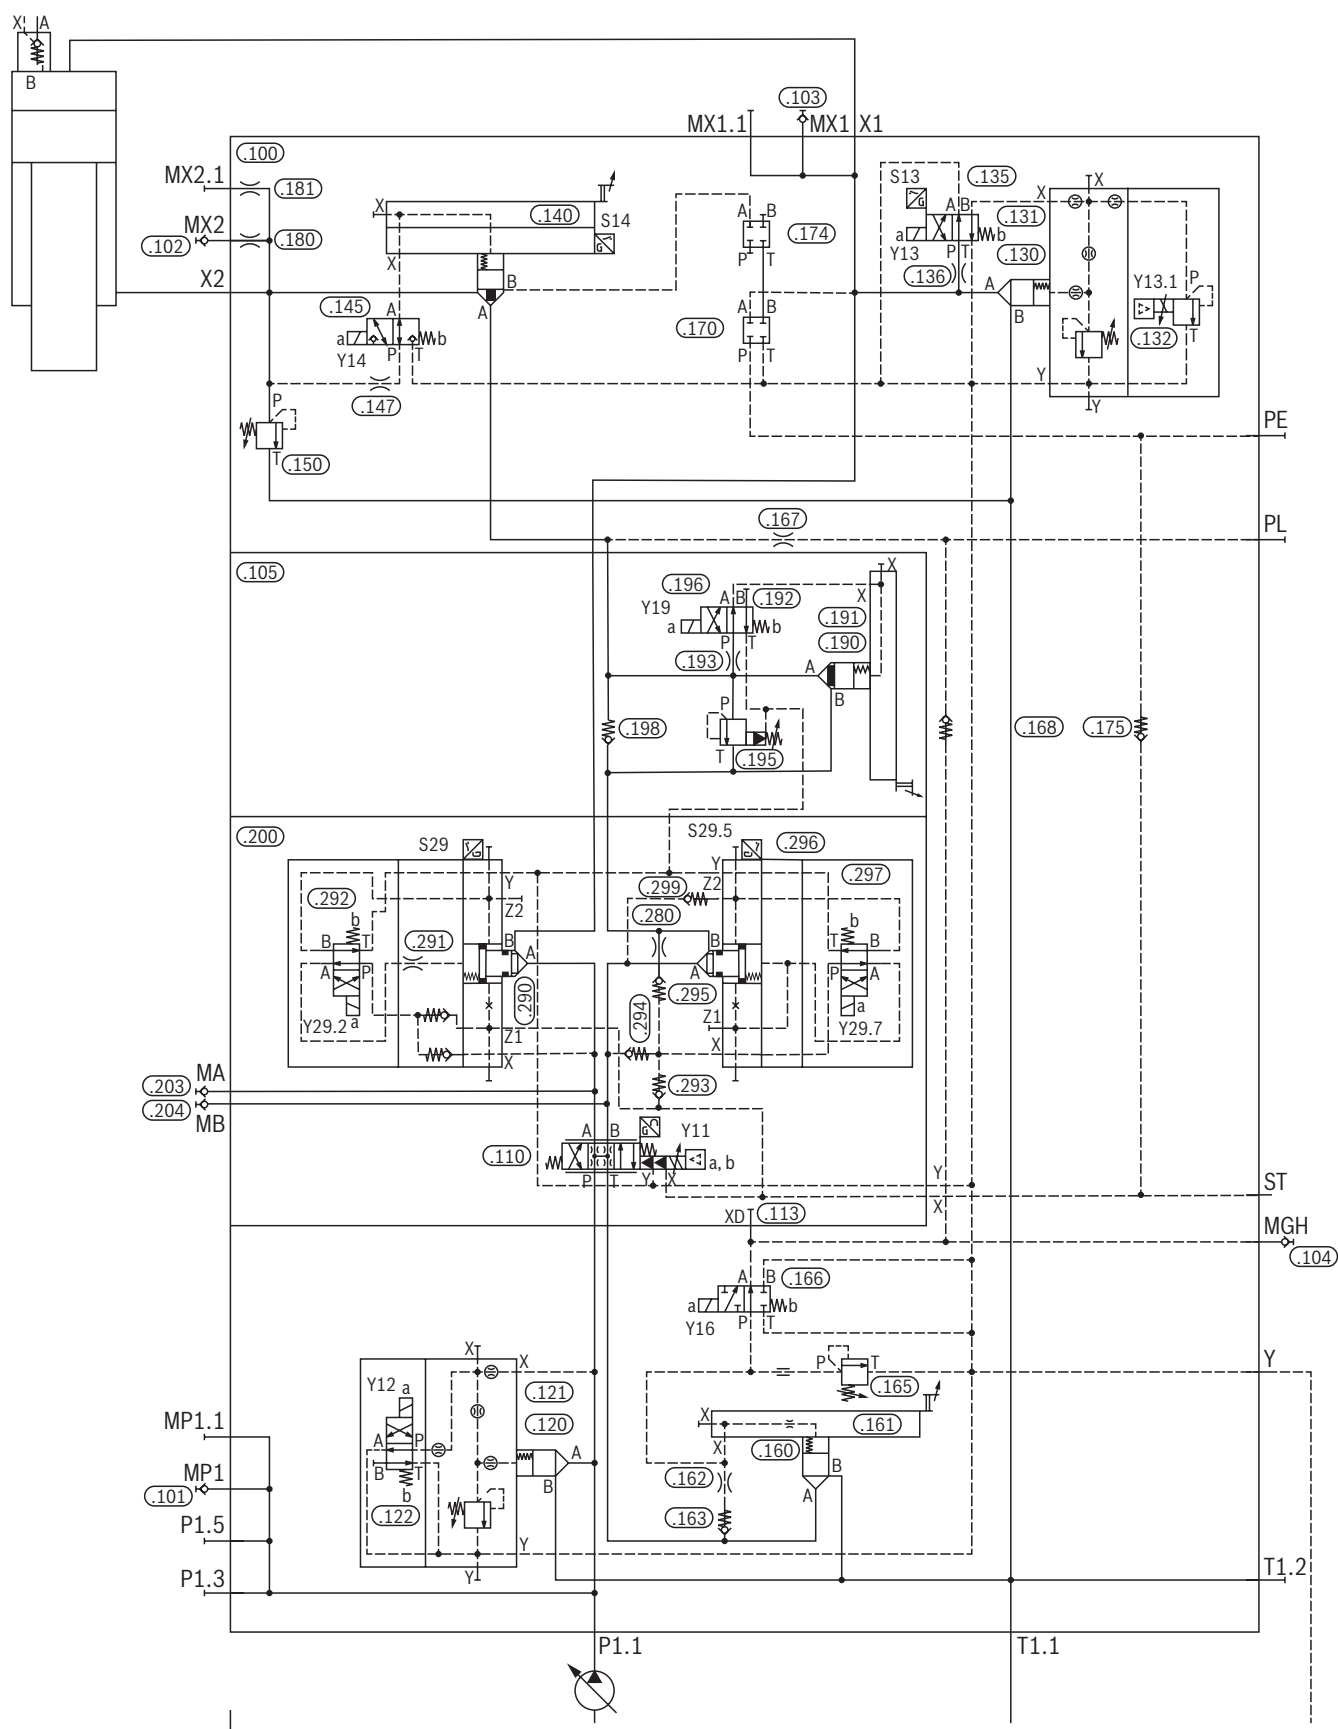 X A
B
.103
MX1.1 MX1 X1
.100
MX2.1
.181
MX2
.102
.180
X2
X .140 S14
G
X
B
A
.145
A
a b
Y14 P T
.147
P
T .150
A B
.174
P T
A B
.170
P T
S13 .135
G
A B
.131
a b
Y13 P T
.130
.136
A
B
X X
Y13.1 P
.132
T
Y
Y
PE
.167
PL
.105
.196
A B .192
Y19
a b
P T
.193
X
X
.191
.190
A
B
.198
P
T
.195
.168
.175
.200
S29
G
S29.5
G
.296
.292
b
B T
A P
Y29.2 a
.291
Y
Z2
B
A
.290
Z1
X
.299
.280
Y
Z2
B
A
.295
.294
Z1
X
.293
.297
b
T B
P A
a
Y29.7
MA
.203
.204
MB
A B
G
Y11
.110
a, b
P T Y X
Y
X
ST
XD .113
MGH
.104
A B .166
a b
Y16 P T
Y
P T
.165
X
.161
X
.160
B
A
.162
.163
X X
Y12 a
.121
.120
A P
B T
b
.122
A
B
Y
Y
MP1.1
MP1
.101
P1.5
P1.3
T1.2
P1.1 T1.1